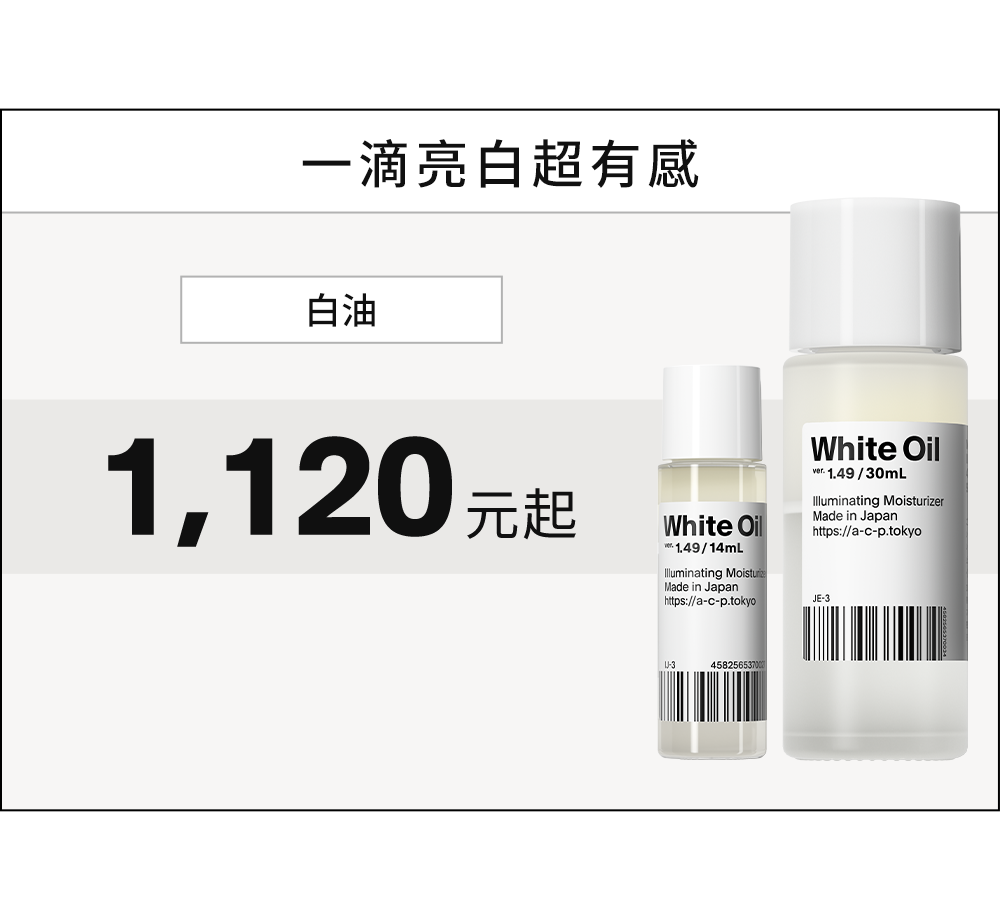 一滴亮白超有感
白油
1,120元起
White Oil
ver. 1.49 / 14mL
Illuminating Moisturizer
Made in Japan
https://a-c-p.tokyo
LI-3
White Oil
ver. 1.49 / 30mL
Illuminating Moisturizer
Made in Japan
https://a-c-p.tokyo
JE-3